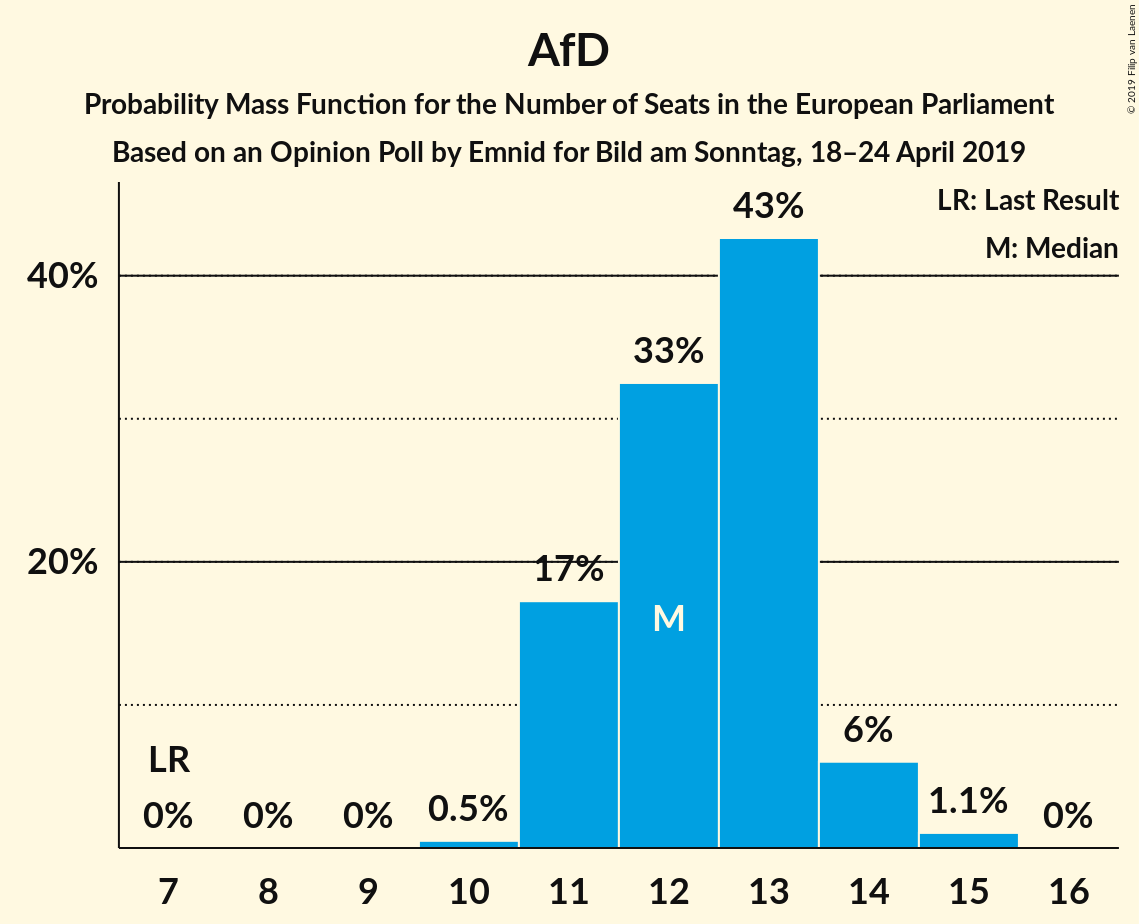 AfD
Probability Mass Function for the Number of Seats in the European Parliament
Based on an Opinion Poll by Emnid for Bild am Sonntag, 18–24 April 2019
© 2019 Filip van Laenen
LR: Last Result
M: Median
43%
40%
33%
20%
17%
M
6%
LR
0%
0%
0%
0.5%
1.1%
0%
7
8
9
10
11
12
13
14
15
16